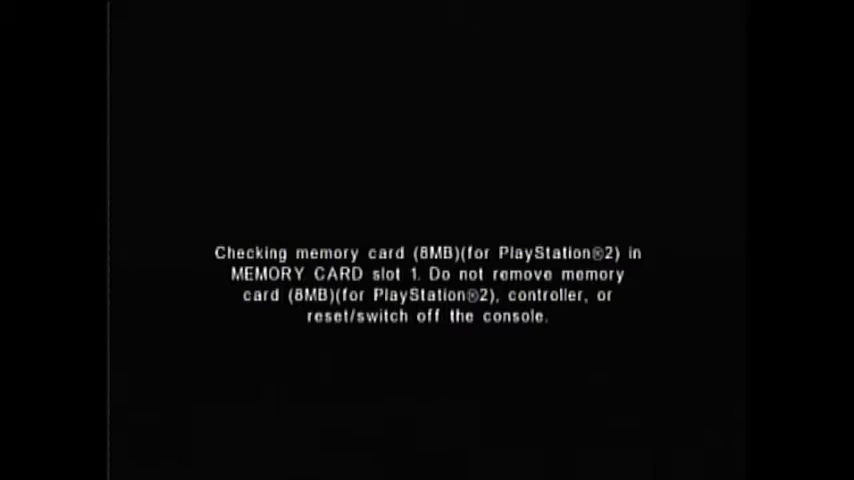 Checking memory card (8MB)(for PlayStation®2) in
MEMORY CARD slot 1. Do not remove memory
card (8MB)(for PlayStation®2), controller, or
reset/switch off the console.